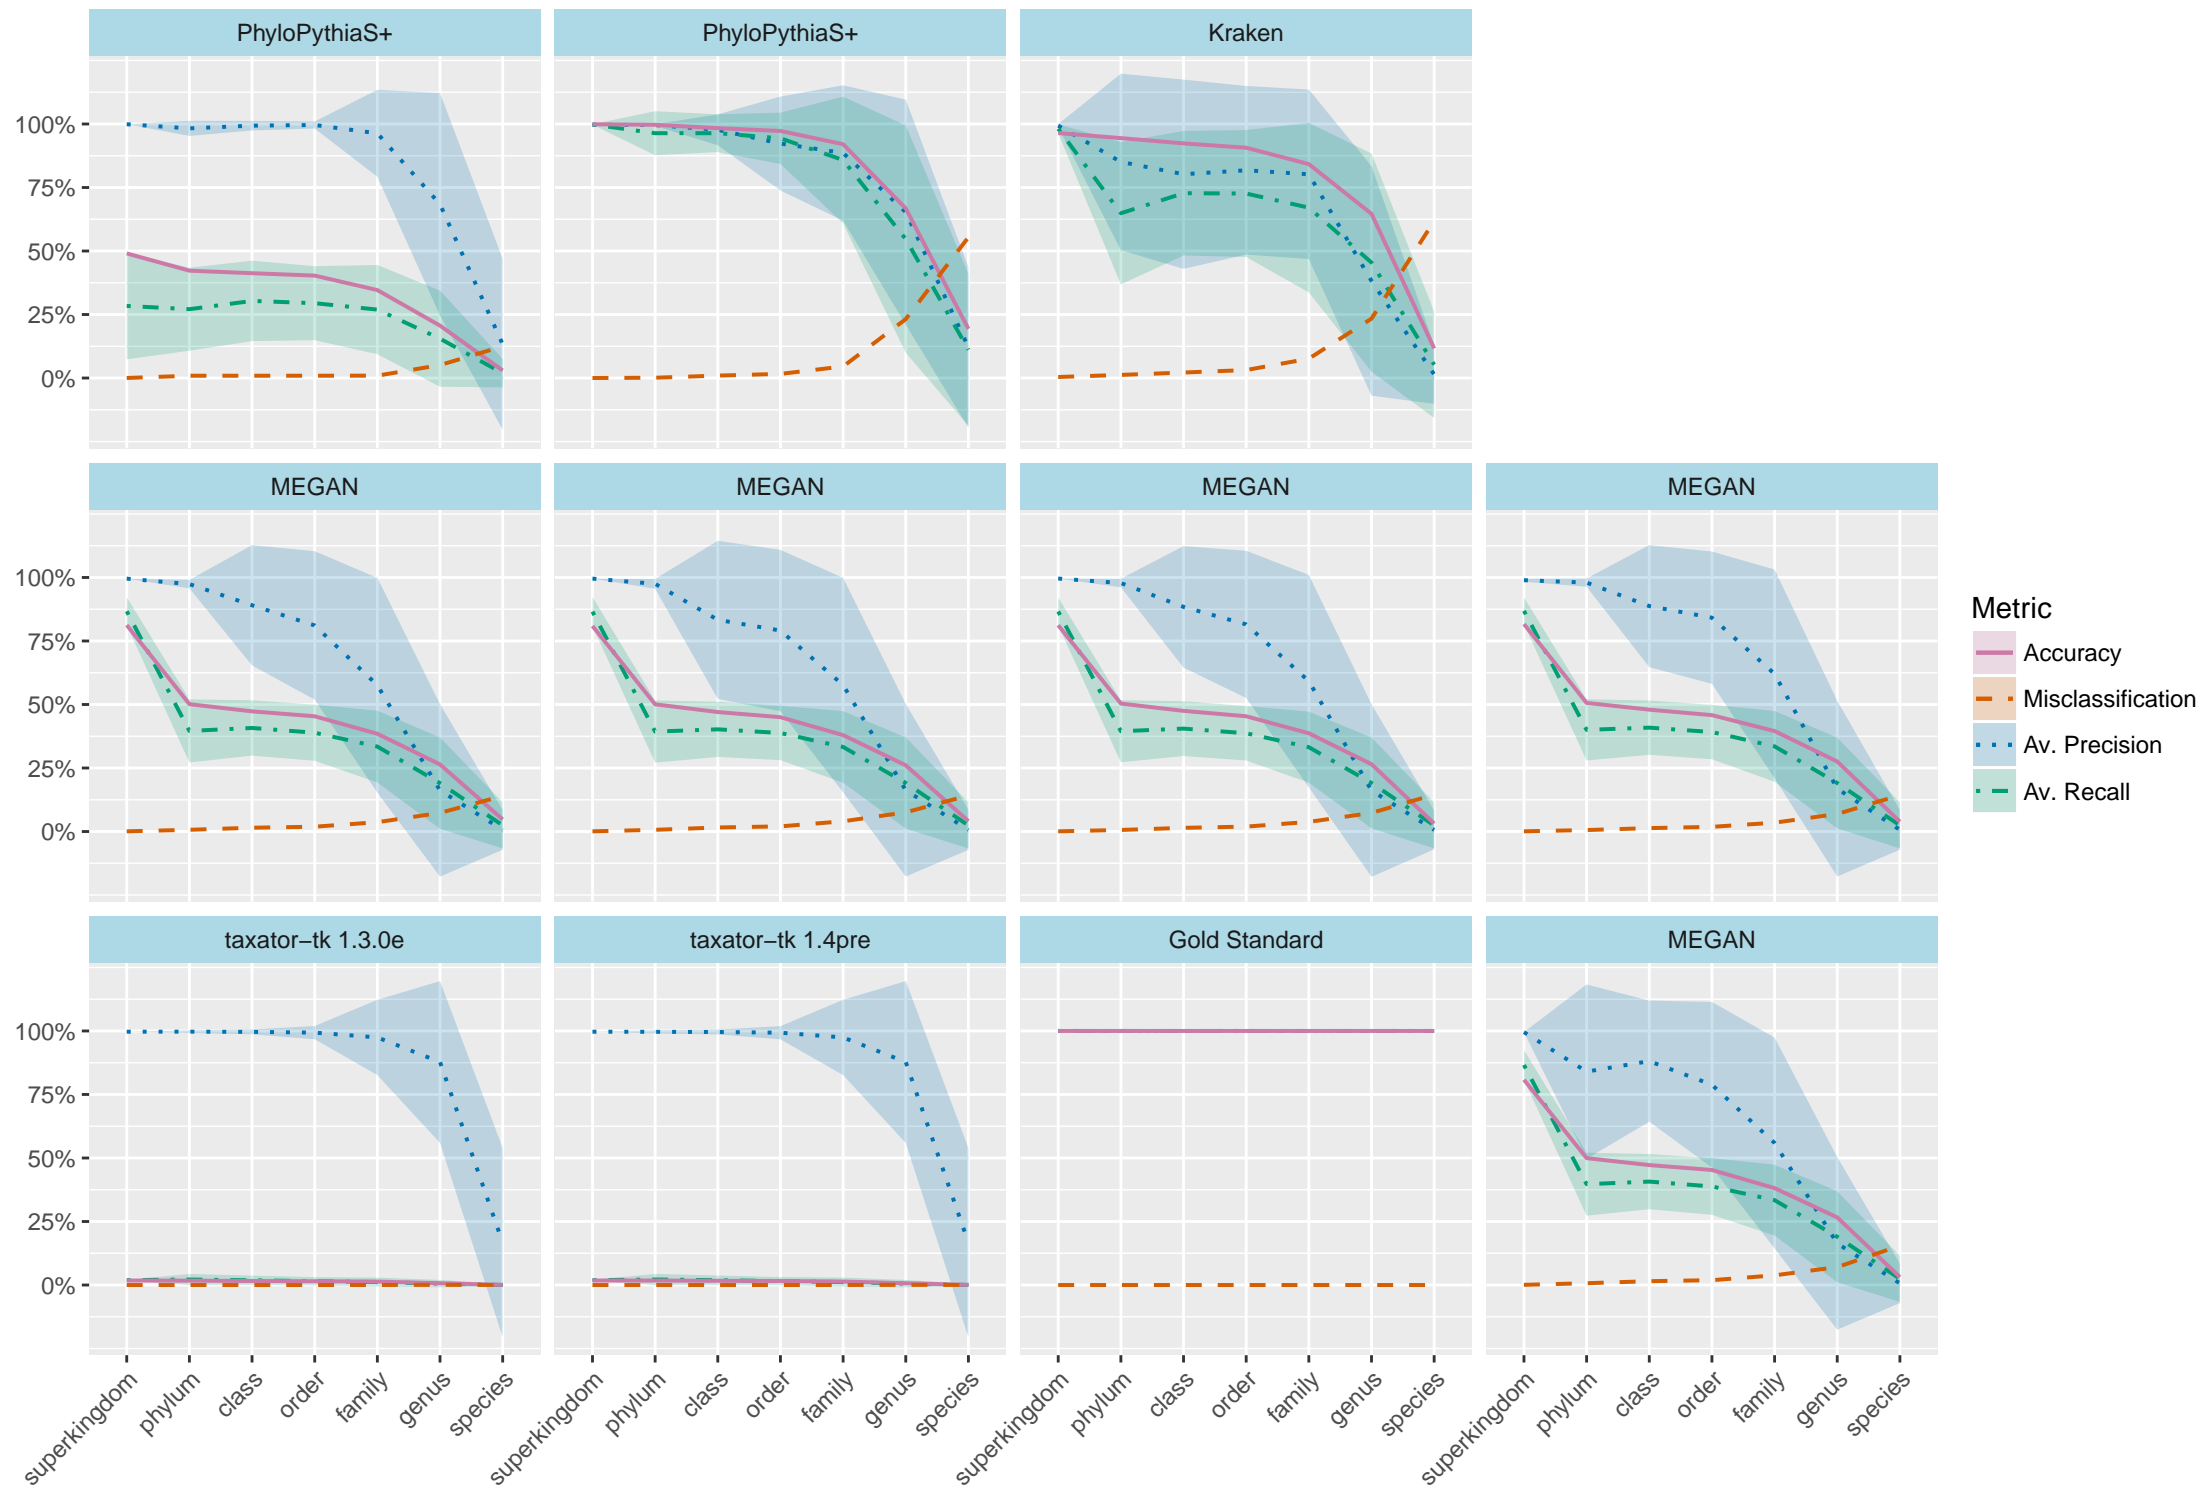 PhyloPythiaS+
PhyloPythiaS+
Kraken
100%
75%
50%
25%
0%
MEGAN
MEGAN
MEGAN
MEGAN
100%
75%
50%
25%
0%
Metric
Accuracy
Misclassification
Av. Precision
Av. Recall
taxator−tk 1.3.0e
taxator−tk 1.4pre
Gold Standard
MEGAN
100%
75%
50%
25%
0%
superkingdom
phylum
class
order
family
genus
species
superkingdom
phylum
class
order
family
genus
species
superkingdom
phylum
class
order
family
genus
species
superkingdom
phylum
class
order
family
genus
species